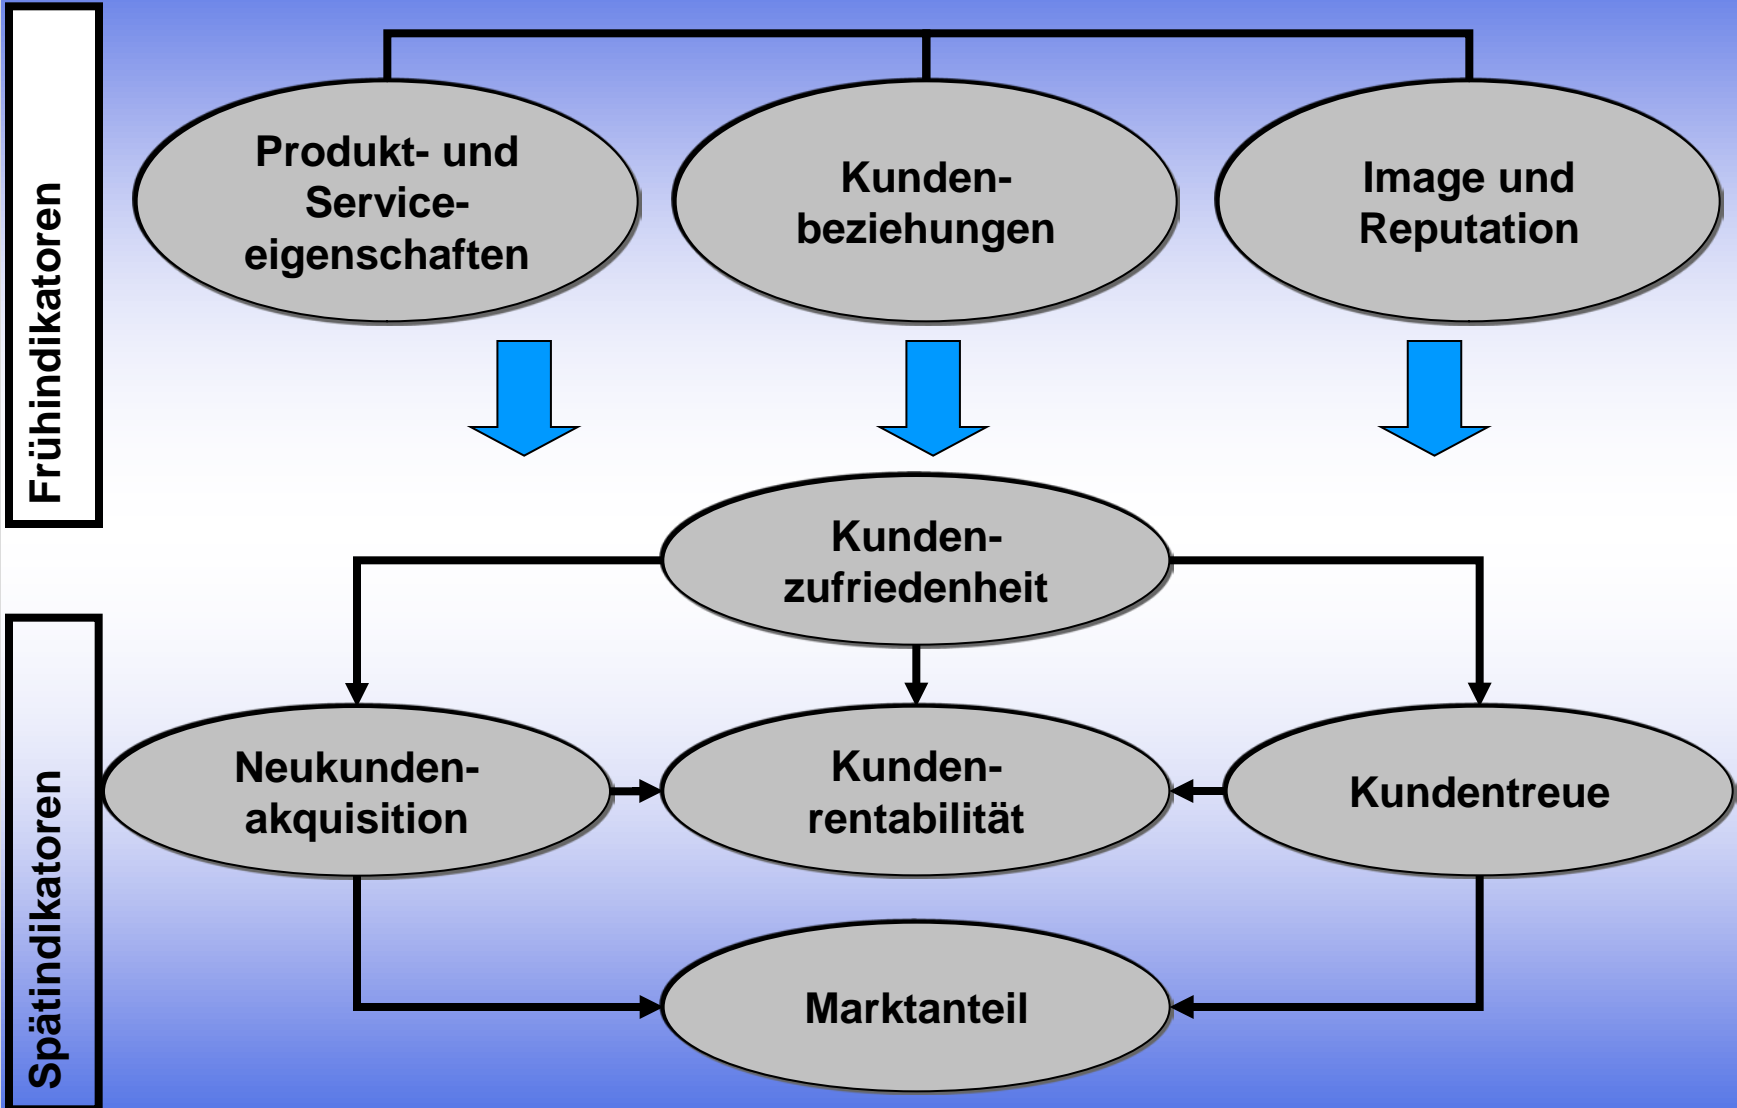 Frühindikatoren
Produkt- und
Service-
eigenschaften
Kunden-
beziehungen
Image und
Reputation
Kunden-
zufriedenheit
Spätindikatoren
Neukunden-
akquisition
Kunden-
rentabilität
Kundentreue
Marktanteil